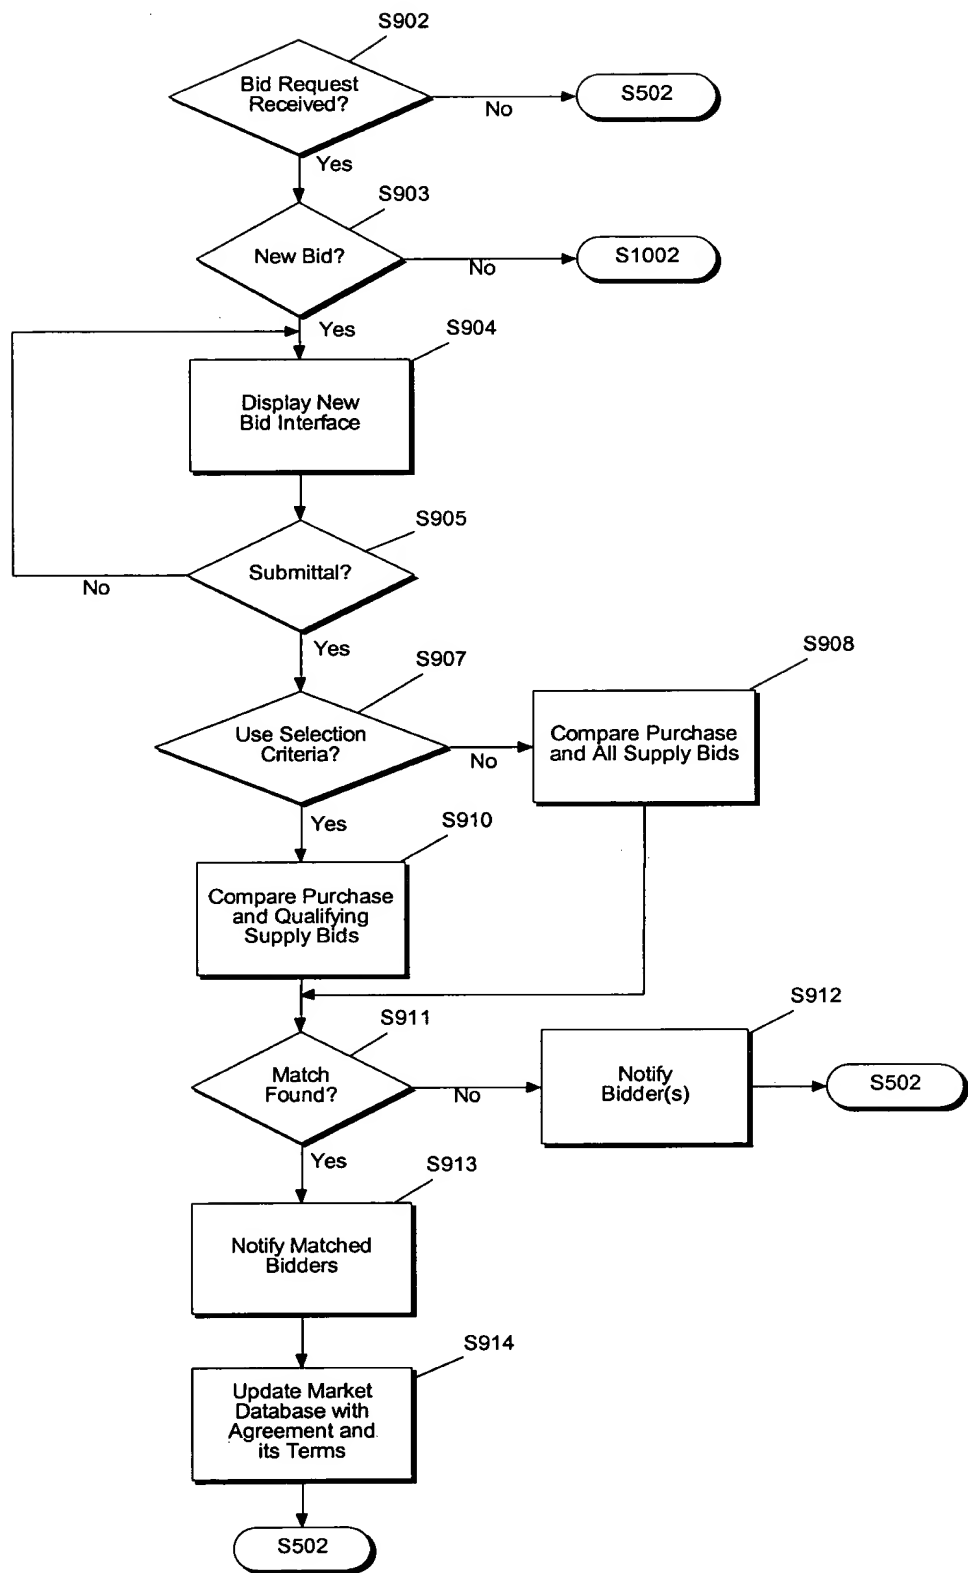 S902
Bid Request
Received?
No
S502
Yes
S903
New Bid?
No
S1002
Yes
S904
Display New
Bid Interface
S905
Submittal?
No
Yes
S907
Use Selection
Criteria?
No
S908
Compare Purchase
and All Supply Bids
Yes
S910
Compare Purchase
and Qualifying
Supply Bids
S911
Match
Found?
No
S912
Notify
Bidder(s)
S502
Yes
S913
Notify Matched
Bidders
S914
Update Market
Database with
Agreement and
its Terms
S502